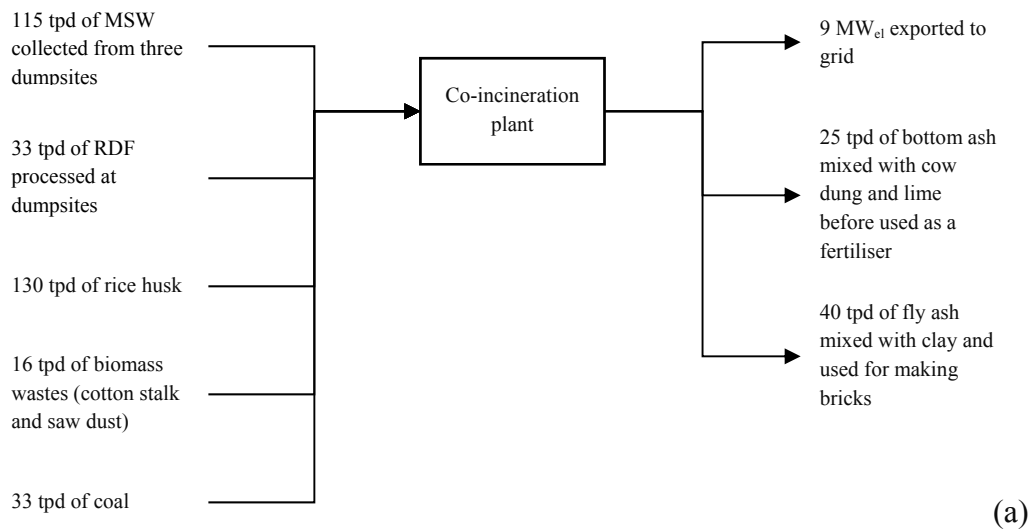 115 tpd of MSW
collected from three
dumpsites
33 tpd of RDF
processed at
dumpsites
130 tpd of rice husk
16 tpd of biomass
wastes (cotton stalk
and saw dust)
33 tpd of coal
Co-incineration
plant
9 MWel exported to
grid
25 tpd of bottom ash
mixed with cow
dung and lime
before used as a
fertiliser
40 tpd of fly ash
mixed with clay and
used for making
bricks
(a)